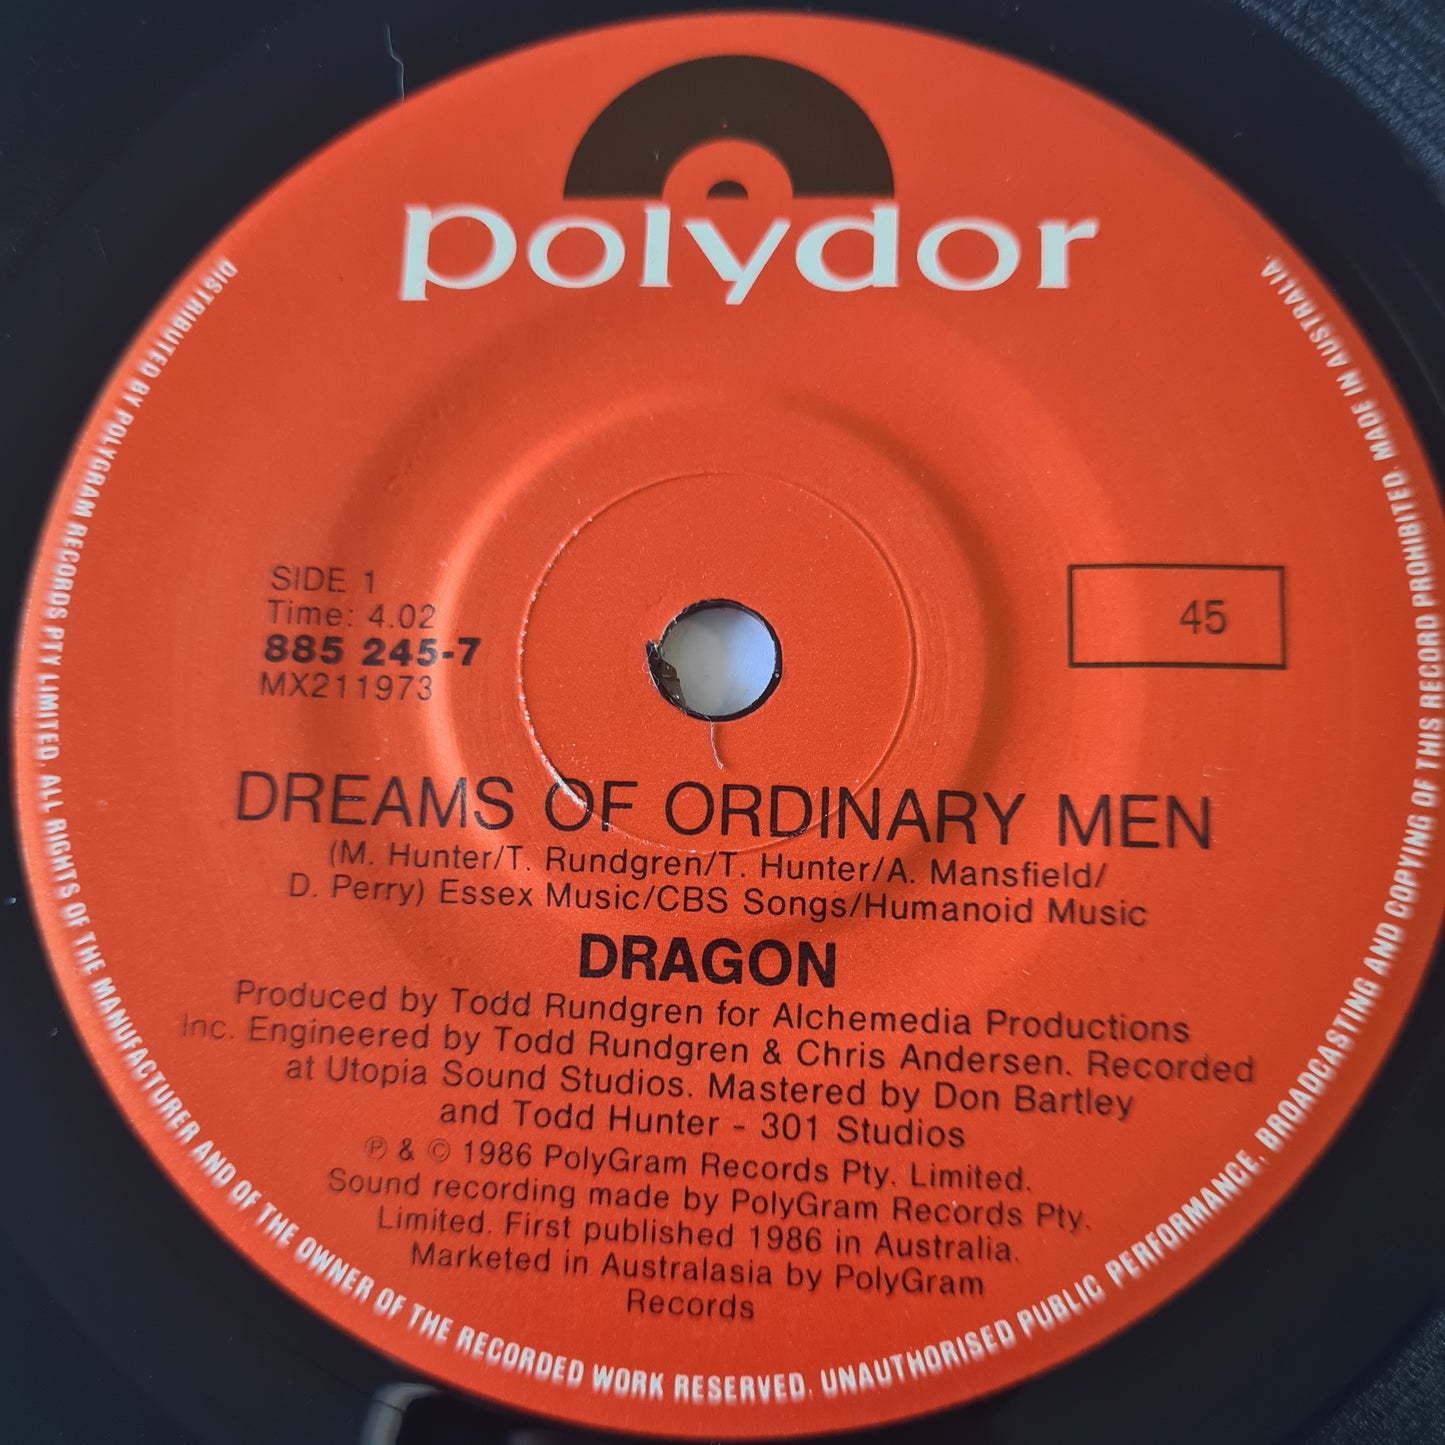 polydor
SIDE 1
Time: 4.02
885 245-7
MX211973
45
DREAMS OF ORDINARY MEN
(M. Hunter/T. Rundgren/T. Hunter/A. Mansfield/
D. Perry) Essex Music/CBS Songs/Humanoid Music
DRAGON
Produced by Todd Rundgren for Alchemedia Productions
Inc. Engineered by Todd Rundgren & Chris Andersen. Recorded
at Utopia Sound Studios. Mastered by Don Bartley
and Todd Hunter - 301 Studios
℗ & © 1986 PolyGram Records Pty. Limited.
Sound recording made by PolyGram Records Pty.
Limited. First published 1986 in Australia.
Marketed in Australasia by PolyGram
Records
DISTRIBUTED BY POLYGRAM RECORDS PTY LIMITED. ALL RIGHTS OF THE MANUFACTURER AND OF THE OWNER OF THE RECORDED WORK RESERVED. UNAUTHORISED PUBLIC PERFORMANCE, BROADCASTING AND COPYING OF THIS RECORD PROHIBITED. MADE IN AUSTRALIA.